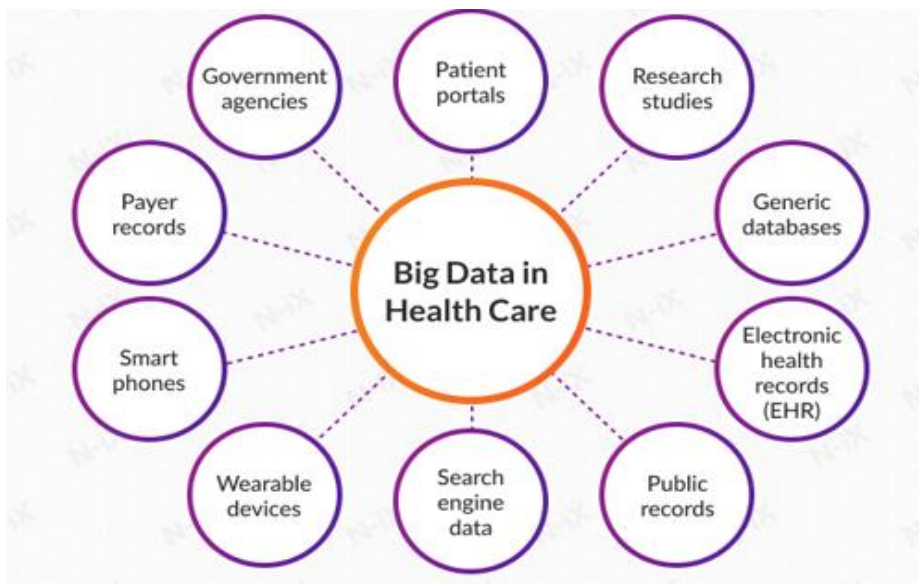 Government
agencies
Patient
portals
Research
studies
Payer
records
Generic
databases
Big Data in
Health Care
Smart
phones
Electronic
health
records
(EHR)
Wearable
devices
Search
engine
data
Public
records
N-iX